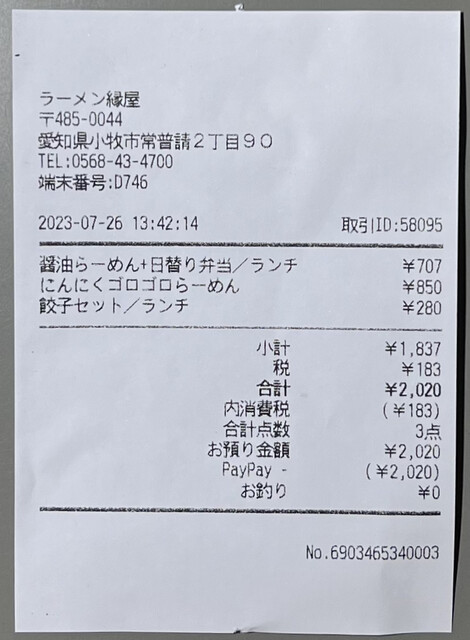 ラーメン縁屋
〒485-0044
愛知県小牧市常普請2丁目90
TEL:0568-43-4700
端末番号:D746
2023-07-26 13:42:14 取引ID:58095
醤油らーめん+日替り弁当/ランチ ¥707
にんにくゴロゴロらーめん ¥850
餃子セット/ランチ ¥280
小計 ¥1,837
税 ¥183
合計 ¥2,020
内消費税 (¥183)
合計点数 3点
お預り金額 ¥2,020
PayPay - (¥2,020)
お釣り ¥0
No.6903465340003